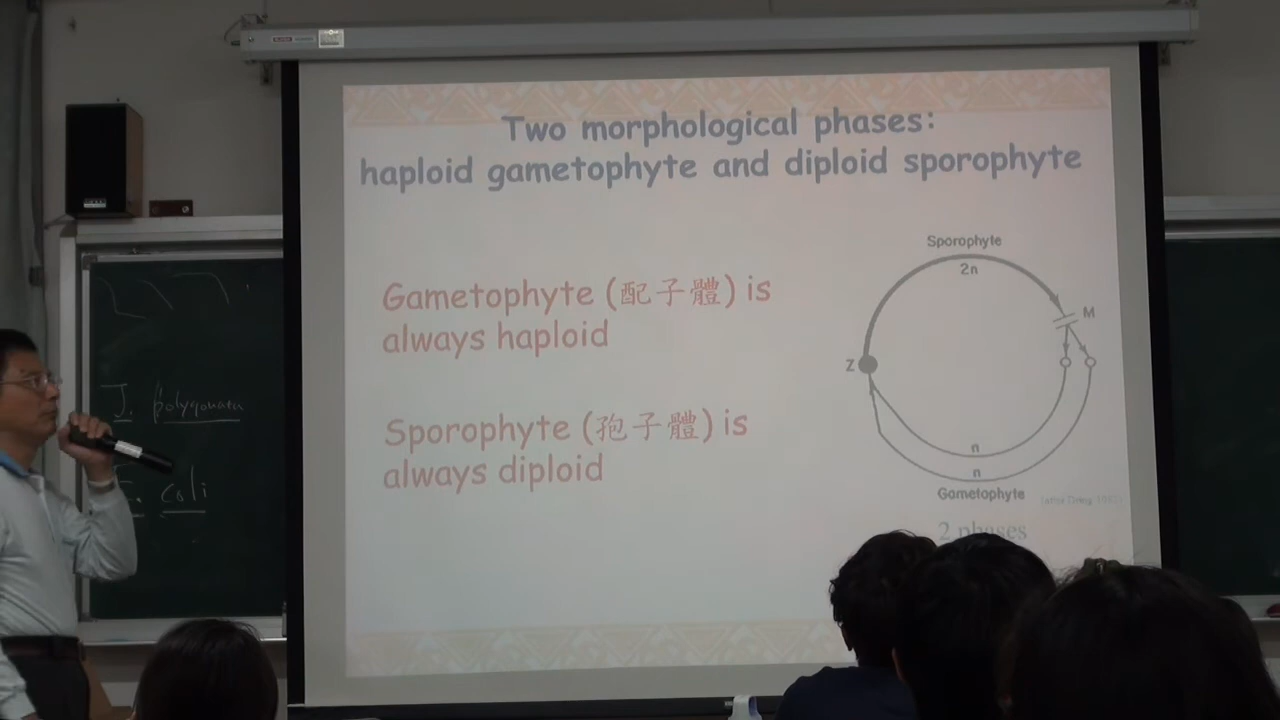 Two morphological phases:
haploid gametophyte and diploid sporophyte
Gametophyte (配子體) is
always haploid
Sporophyte (孢子體) is
always diploid
Sporophyte
2n
M
Z
n
n
Gametophyte
2 phases
J. polygonata
E. coli